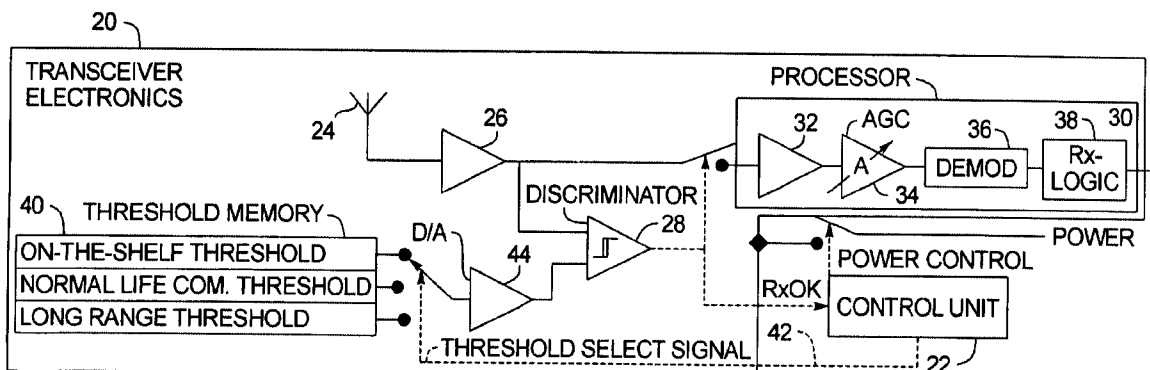 20
TRANSCEIVER
ELECTRONICS
PROCESSOR
24
26
32
AGC
36
38
30
A
DEMOD
Rx-
LOGIC
34
40
THRESHOLD MEMORY
DISCRIMINATOR
28
ON-THE-SHELF THRESHOLD
NORMAL LIFE COM. THRESHOLD
LONG RANGE THRESHOLD
D/A
44
POWER
POWER CONTROL
RxOK
CONTROL UNIT
THRESHOLD SELECT SIGNAL
42
22